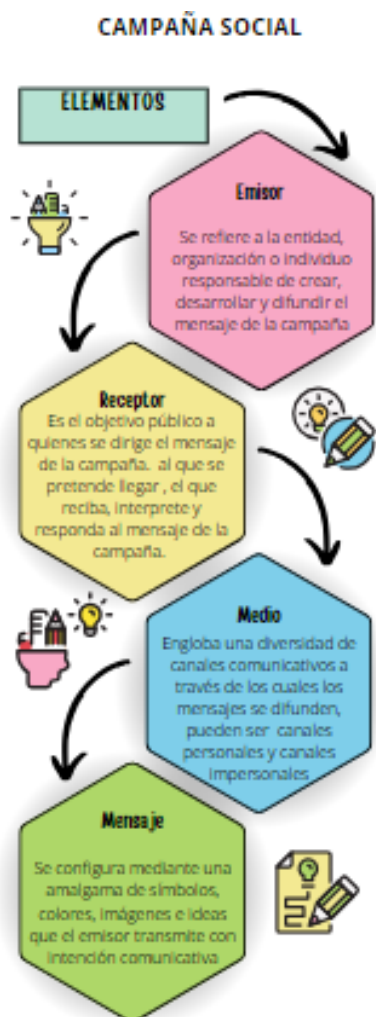 CAMPAÑA SOCIAL
ELEMENTOS
Emisor
Se refiere a la entidad,
organización o individuo
responsable de crear,
desarrollar y difundir el
mensaje de la campaña
Receptor
Es el objetivo público a
quienes se dirige el mensaje
de la campaña. al que se
pretende llegar , el que
reciba, interprete y
responda al mensaje de la
campaña.
Medio
Engloba una diversidad de
canales comunicativos a
través de los cuales los
mensajes se difunden,
pueden ser canales
personales y canales
impersonales
Mensaje
Se configura mediante una
amalgama de símbolos,
colores, imágenes e ideas
que el emisor transmite con
intención comunicativa